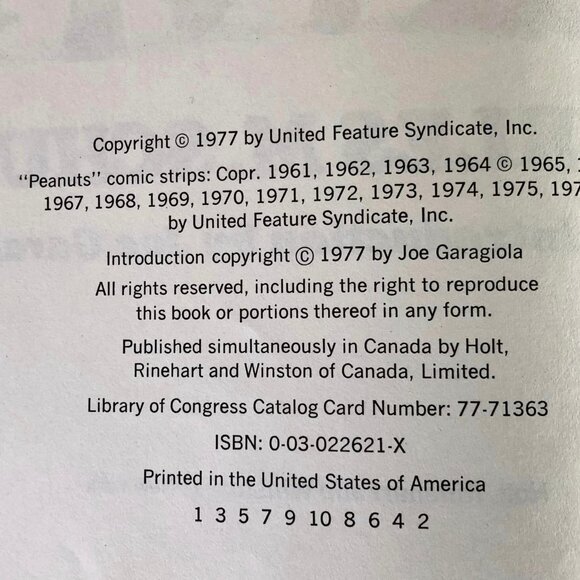 Copyright © 1977 by United Feature Syndicate, Inc.
"Peanuts" comic strips: Copr. 1961, 1962, 1963, 1964 © 1965,
1967, 1968, 1969, 1970, 1971, 1972, 1973, 1974, 1975,
by United Feature Syndicate, Inc.
Introduction copyright © 1977 by Joe Garagiola
All rights reserved, including the right to reproduce
this book or portions thereof in any form.
Published simultaneously in Canada by Holt,
Rinehart and Winston of Canada, Limited.
Library of Congress Catalog Card Number: 77-71363
ISBN: 0-03-022621-X
Printed in the United States of America
1 3 5 7 9 10 8 6 4 2